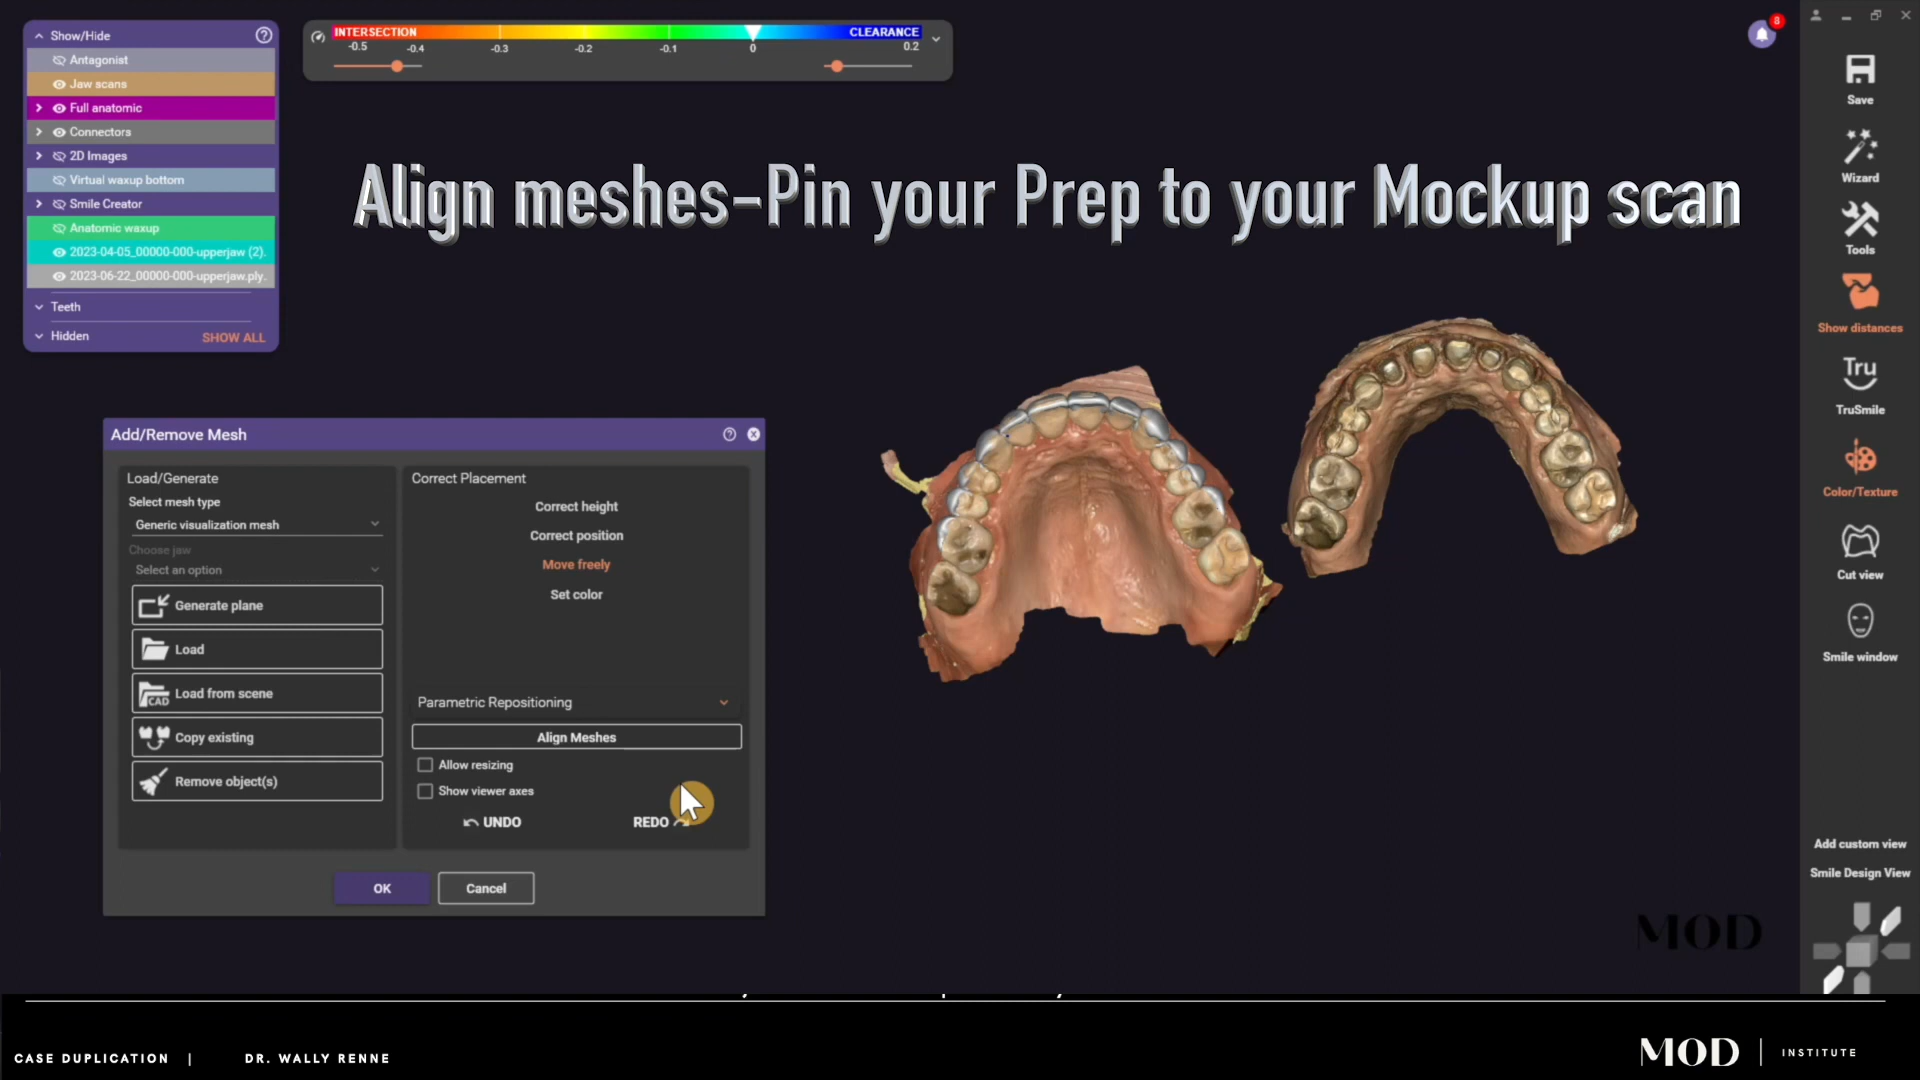 Show/Hide
Antagonist
Jaw scans
Full anatomic
Connectors
2D Images
Virtual waxup bottom
Smile Creator
Anatomic waxup
2023-04-05_00000-000-upperjaw (2).
2023-06-22_00000-000-upperjaw.ply
Teeth
Hidden SHOW ALL
INTERSECTION CLEARANCE
-0.5 -0.4 -0.3 -0.2 -0.1 0 0.2
8
Align meshes-Pin your Prep to your Mockup scan
Add/Remove Mesh
Load/Generate
Select mesh type
Generic visualization mesh
Choose jaw
Select an option
Generate plane
Load
CAD Load from scene
Copy existing
Remove object(s)
Correct Placement
Correct height
Correct position
Move freely
Set color
Parametric Repositioning
Align Meshes
Allow resizing
Show viewer axes
UNDO REDO
OK Cancel
Save
Wizard
Tools
Show distances
Tru
TruSmile
Color/Texture
Cut view
Smile window
Add custom view
Smile Design View
MOD
CASE DUPLICATION | DR. WALLY RENNE
MOD | INSTITUTE